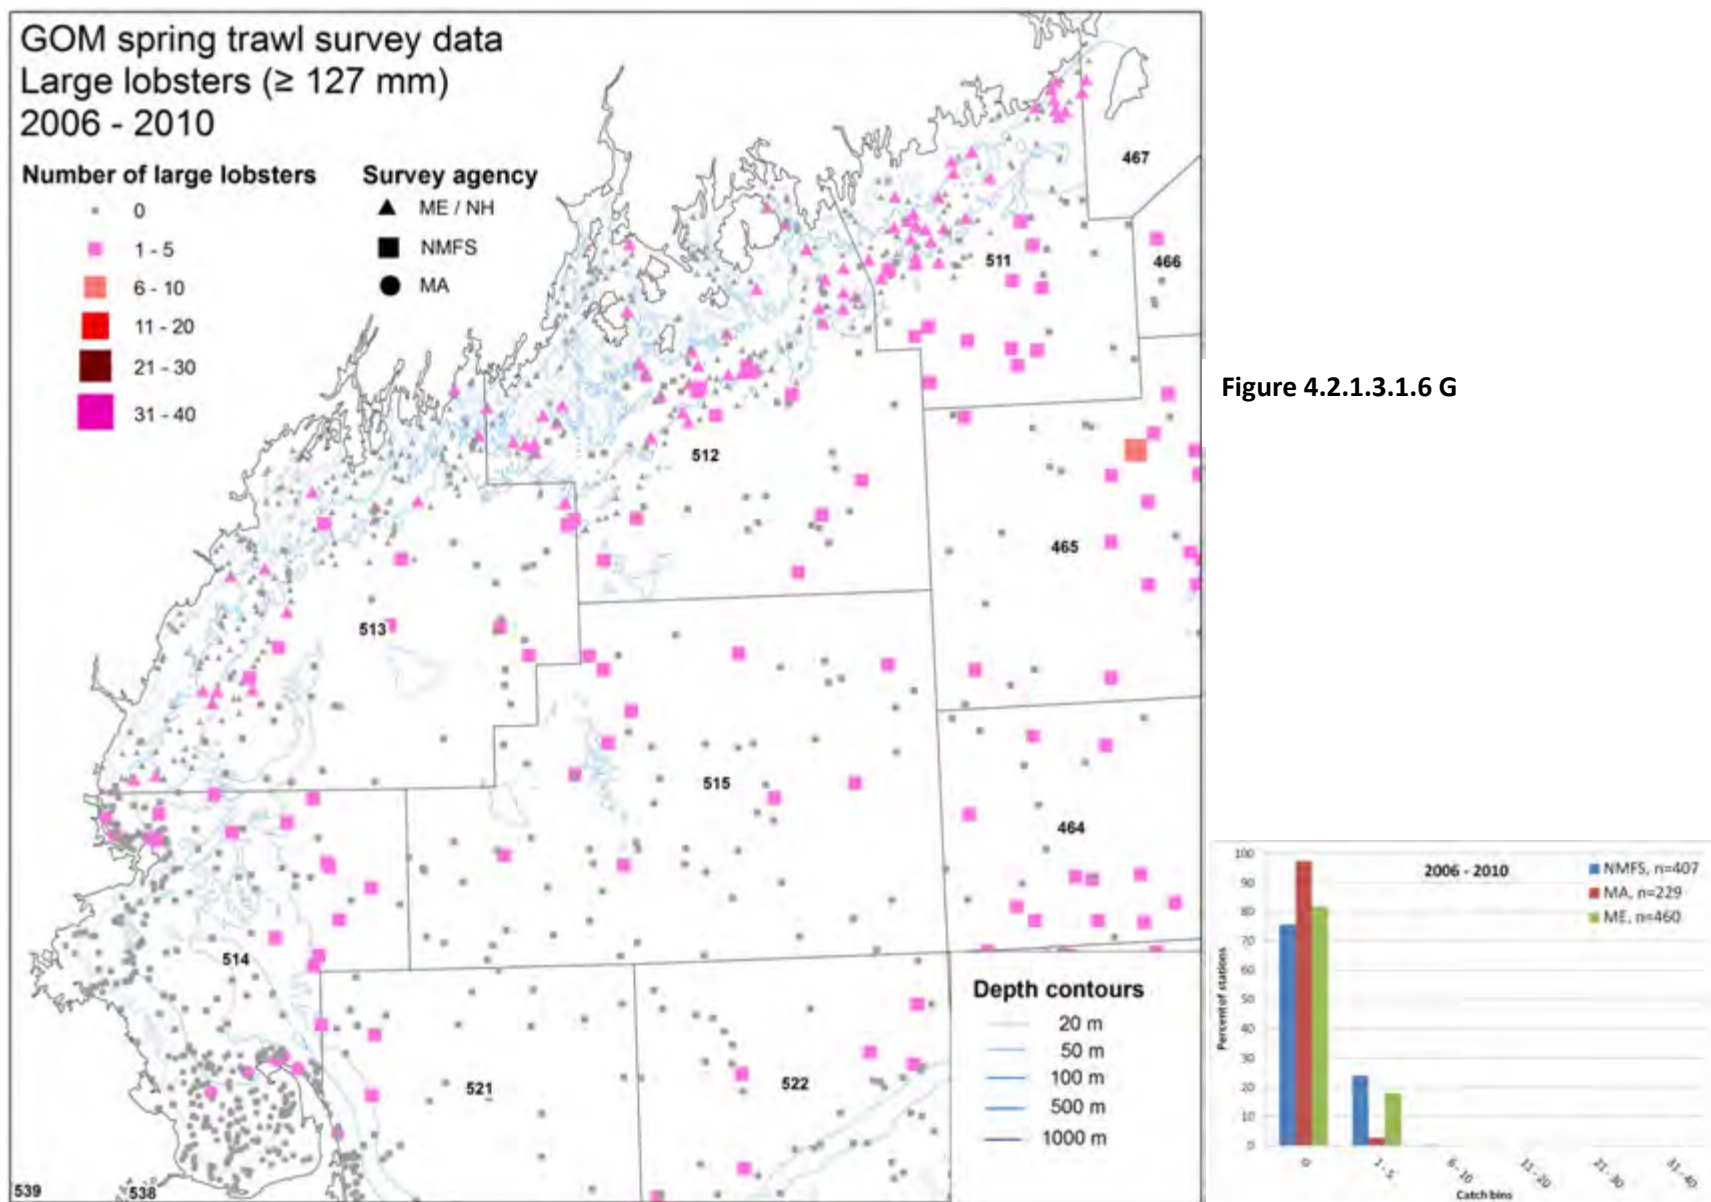 GOM spring trawl survey data
Large lobsters (≥ 127 mm)
2006 - 2010
Number of large lobsters
0
1 - 5
6 - 10
11 - 20
21 - 30
31 - 40
Survey agency
ME / NH
NMFS
MA
467
466
511
512
465
513
515
464
514
521
522
539
538
Depth contours
20 m
50 m
100 m
500 m
1000 m
Figure 4.2.1.3.1.6 G
2006 - 2010
NMFS, n=407
MA, n=229
ME, n=460
Percent of stations
100
90
80
70
60
50
40
30
20
10
0
0
1 - 5
6 - 10
11 - 20
21 - 30
31 - 40
Catch bins